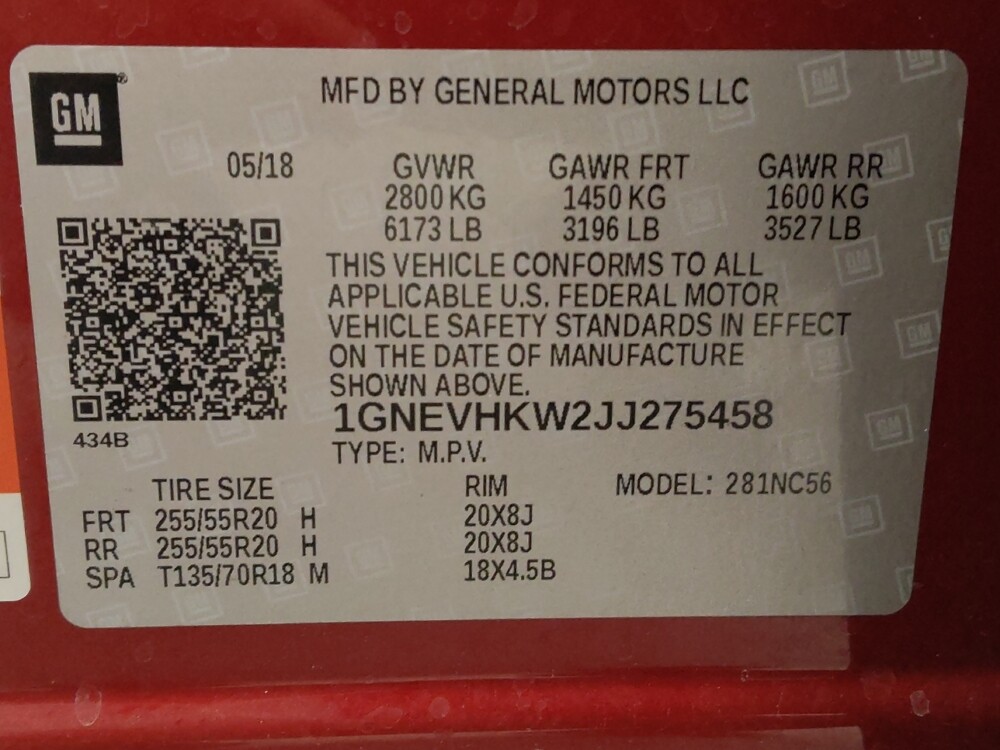 GM®
MFD BY GENERAL MOTORS LLC
05/18 GVWR GAWR FRT GAWR RR
2800 KG 1450 KG 1600 KG
6173 LB 3196 LB 3527 LB
THIS VEHICLE CONFORMS TO ALL
APPLICABLE U.S. FEDERAL MOTOR
VEHICLE SAFETY STANDARDS IN EFFECT
ON THE DATE OF MANUFACTURE
SHOWN ABOVE.
1GNEVHKW2JJ275458
434B
TYPE: M.P.V.
TIRE SIZE RIM MODEL: 281NC56
FRT 255/55R20 H 20X8J
RR 255/55R20 H 20X8J
SPA T135/70R18 M 18X4.5B